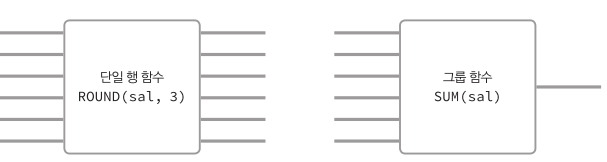 단일 행 함수
ROUND(sal, 3)
그룹 함수
SUM(sal)